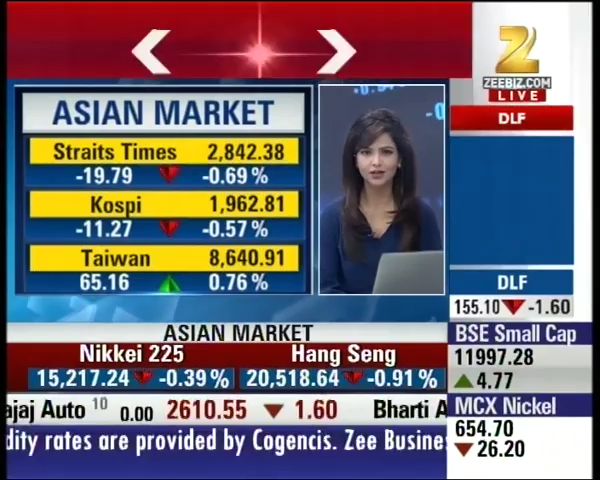 ZEEBIZ.COM
LIVE
ASIAN MARKET
Straits Times 2,842.38
-19.79 -0.69 %
Kospi 1,962.81
-11.27 -0.57 %
Taiwan 8,640.91
65.16 0.76 %
DLF
DLF
155.10 -1.60
ASIAN MARKET
Nikkei 225 Hang Seng
15,217.24 -0.39 % 20,518.64 -0.91 %
BSE Small Cap
11997.28
4.77
ajaj Auto 10 0.00 2610.55 1.60 Bharti A
MCX Nickel
654.70
26.20
dity rates are provided by Cogencis. Zee Busine